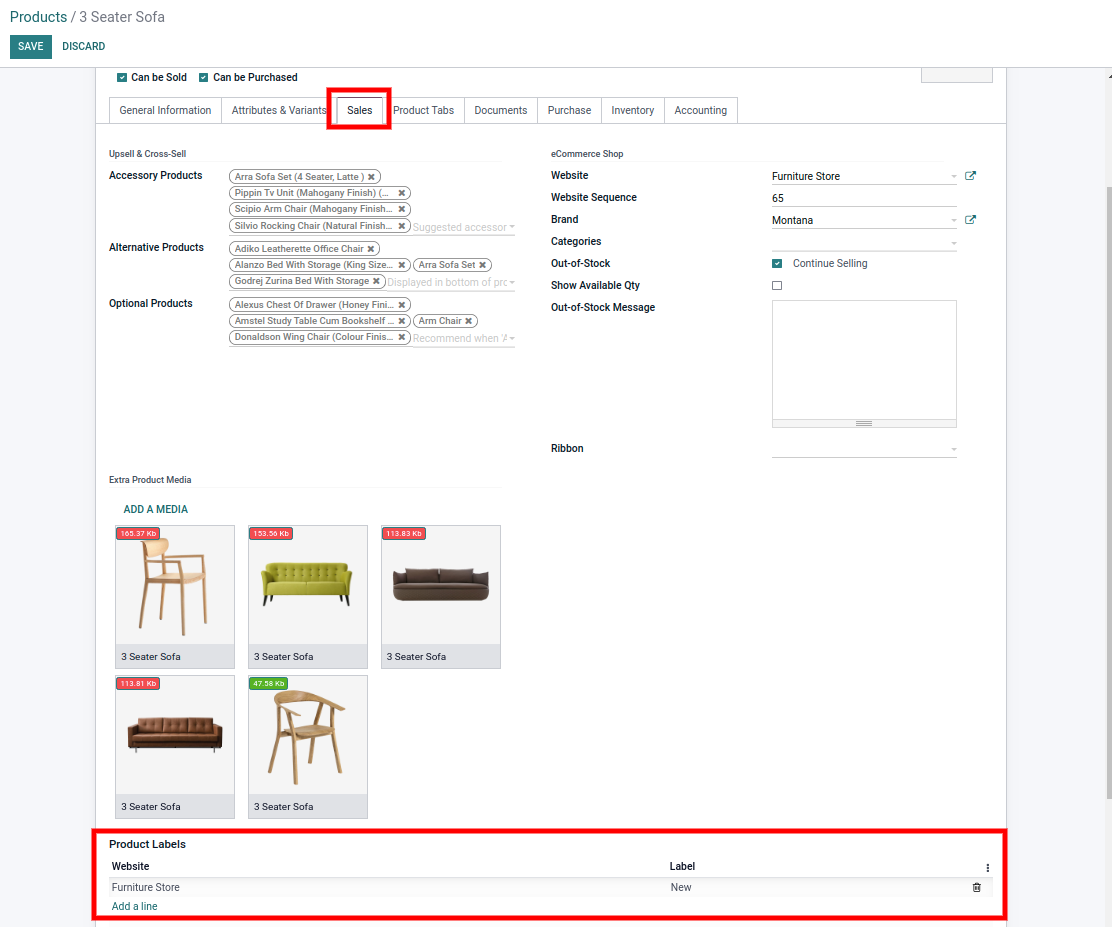 Products / 3 Seater Sofa
SAVE DISCARD
Can be Sold Can be Purchased
General Information Attributes & Variants Sales Product Tabs Documents Purchase Inventory Accounting
Upsell & Cross-Sell
Accessory Products
Arra Sofa Set (4 Seater, Latte )
Pippin Tv Unit (Mahogany Finish) (...
Scipio Arm Chair (Mahogany Finish...
Silvio Rocking Chair (Natural Finish... Suggested accessor
Alternative Products
Adiko Leatherette Office Chair
Alanzo Bed With Storage (King Size... Arra Sofa Set
Godrej Zurina Bed With Storage Displayed in bottom of prc
Optional Products
Alexus Chest Of Drawer (Honey Fini...
Amstel Study Table Cum Bookshelf ... Arm Chair
Donaldson Wing Chair (Colour Finis... Recommend when 'A
eCommerce Shop
Website Furniture Store
Website Sequence 65
Brand Montana
Categories
Out-of-Stock Continue Selling
Show Available Qty
Out-of-Stock Message
Ribbon
Extra Product Media
ADD A MEDIA
165.37 Kb 153.56 Kb 113.83 Kb
3 Seater Sofa 3 Seater Sofa 3 Seater Sofa
113.81 Kb 47.58 Kb
3 Seater Sofa 3 Seater Sofa
Product Labels
Website Label
Furniture Store New
Add a line